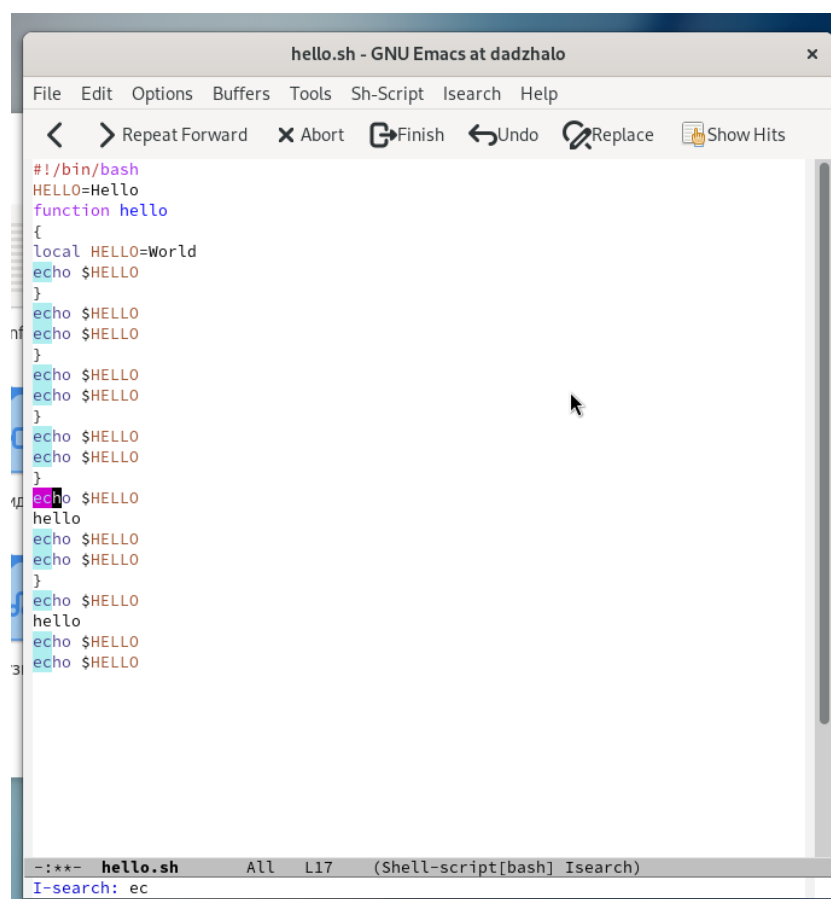 hello.sh - GNU Emacs at dadzhalo ×
File Edit Options Buffers Tools Sh-Script Isearch Help
Repeat Forward Abort Finish Undo Replace Show Hits
#!/bin/bash
HELLO=Hello
function hello
{
local HELLO=World
echo $HELLO
}
echo $HELLO
echo $HELLO
}
echo $HELLO
echo $HELLO
}
echo $HELLO
echo $HELLO
}
echo $HELLO
hello
echo $HELLO
echo $HELLO
}
echo $HELLO
hello
echo $HELLO
echo $HELLO
-:**- hello.sh All L17 (Shell-script[bash] Isearch)
I-search: ec